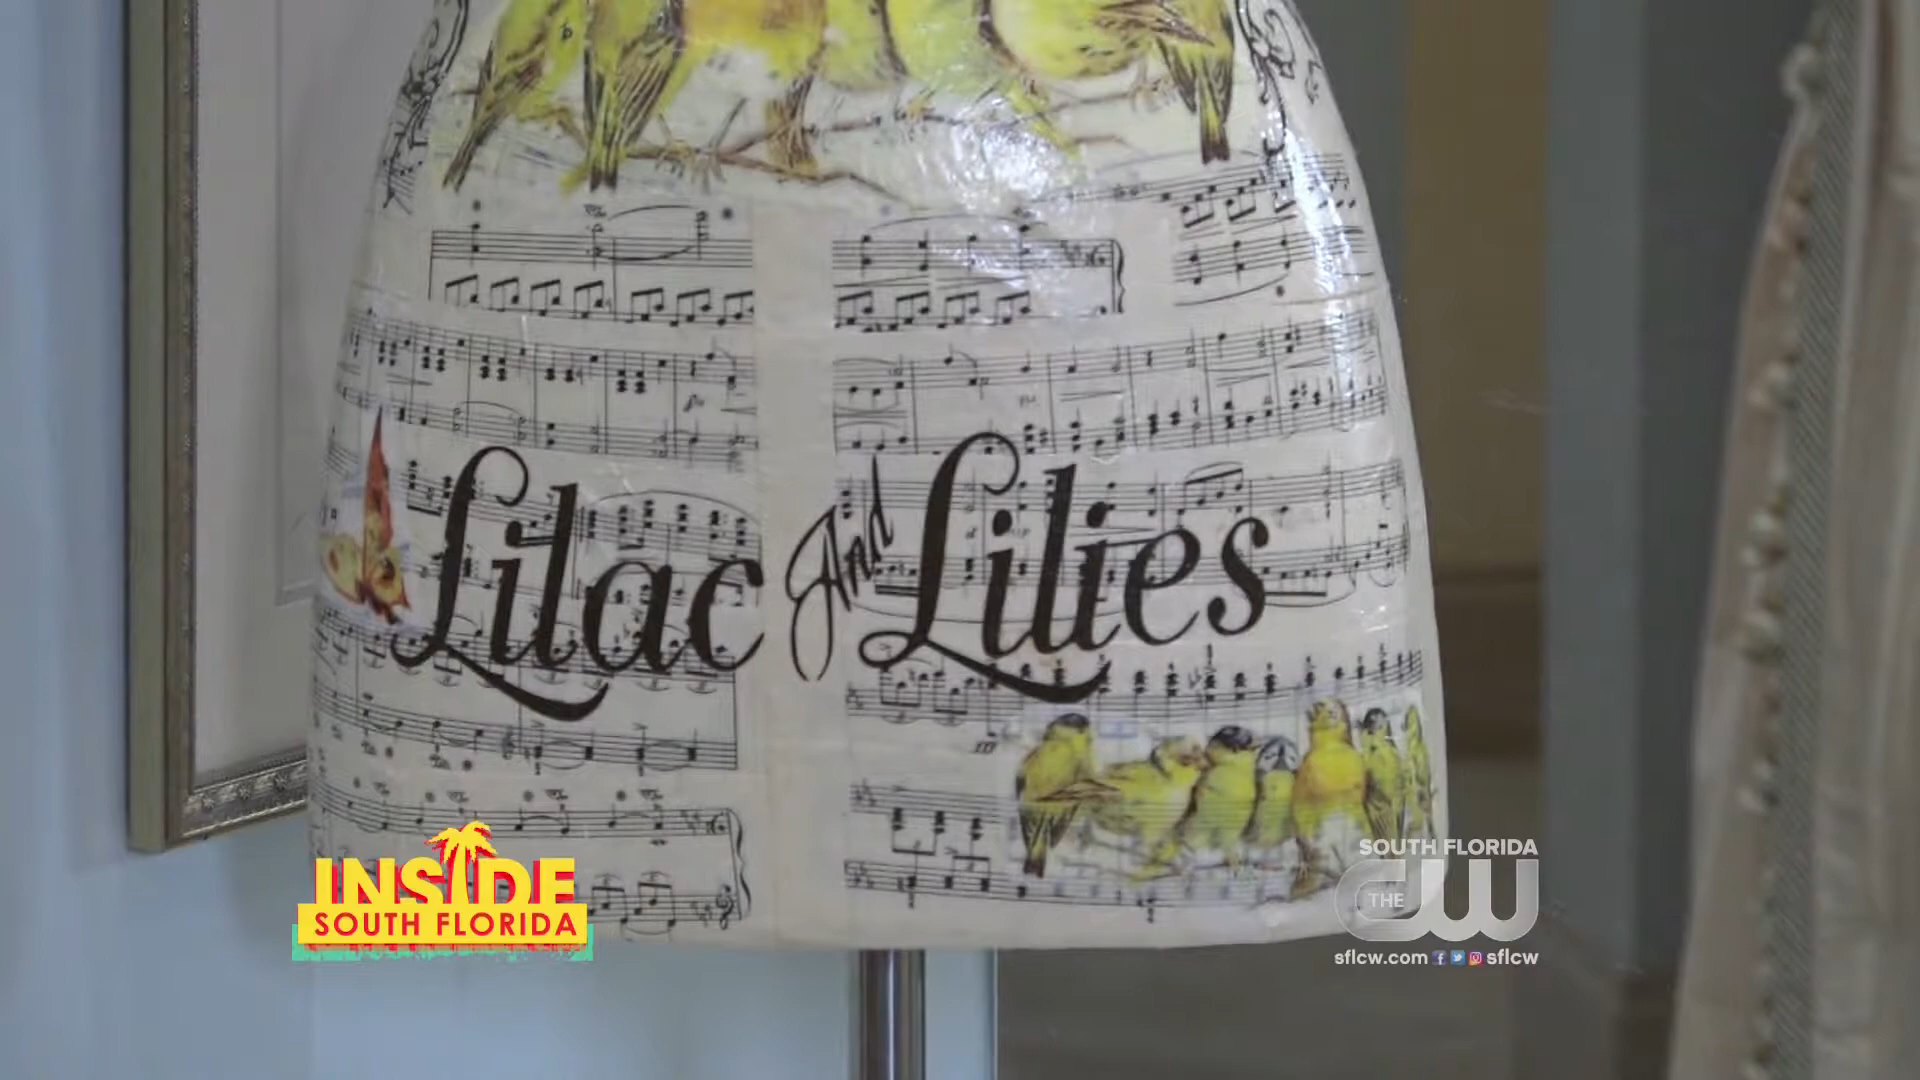 Lilac And Lilies
INSIDE
SOUTH FLORIDA
SOUTH FLORIDA
THE CW
sflcw.com sflcw